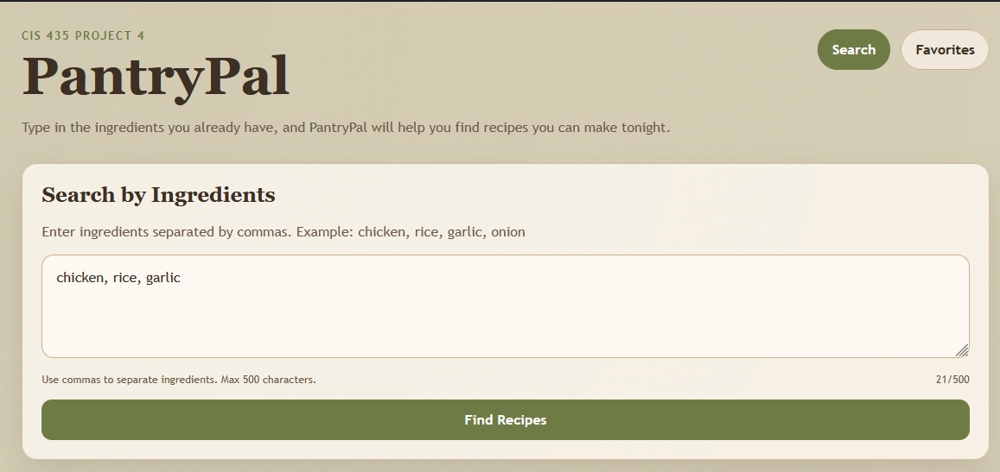 CIS 435 PROJECT 4
PantryPal
Search
Favorites
Type in the ingredients you already have, and PantryPal will help you find recipes you can make tonight.
Search by Ingredients
Enter ingredients separated by commas. Example: chicken, rice, garlic, onion
chicken, rice, garlic
Use commas to separate ingredients. Max 500 characters.
21/500
Find Recipes